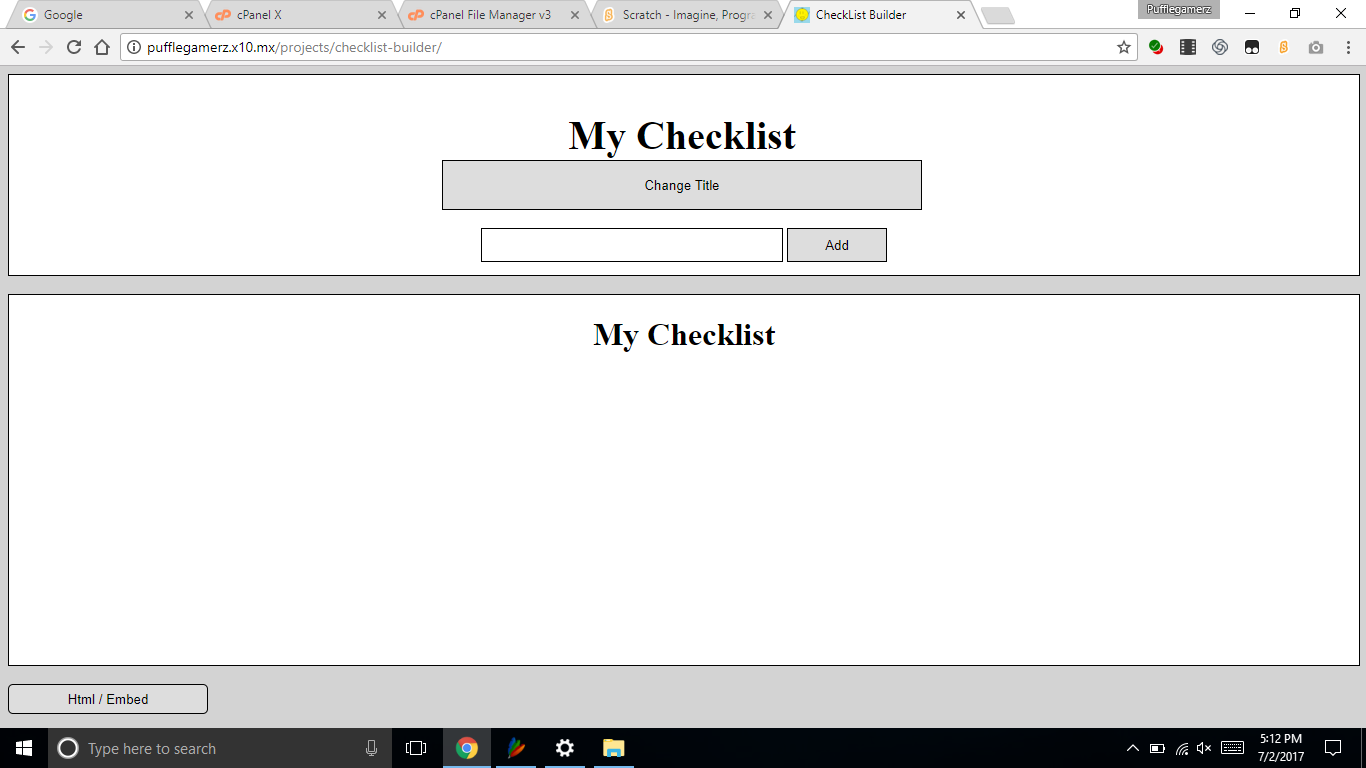 Google
cPanel X
cPanel File Manager v3
Scratch - Imagine, Progra
CheckList Builder
Pufflegamerz
pufflegamerz.x10.mx/projects/checklist-builder/
My Checklist
Change Title
Add
My Checklist
Html / Embed
Type here to search
5:12 PM
7/2/2017